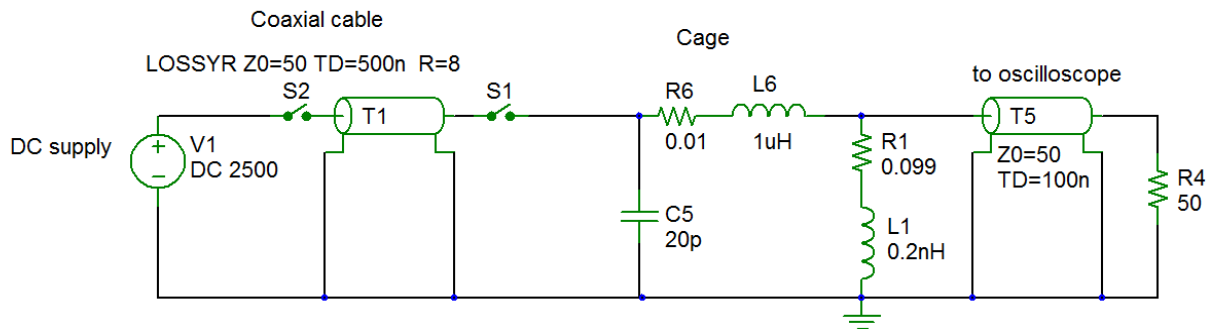 Coaxial cable
LOSSYR Z0=50 TD=500n R=8
S2
T1
S1
Cage
R6
0.01
L6
1uH
to oscilloscope
T5
Z0=50
TD=100n
DC supply
V1
DC 2500
C5
20p
R1
0.099
L1
0.2nH
R4
50